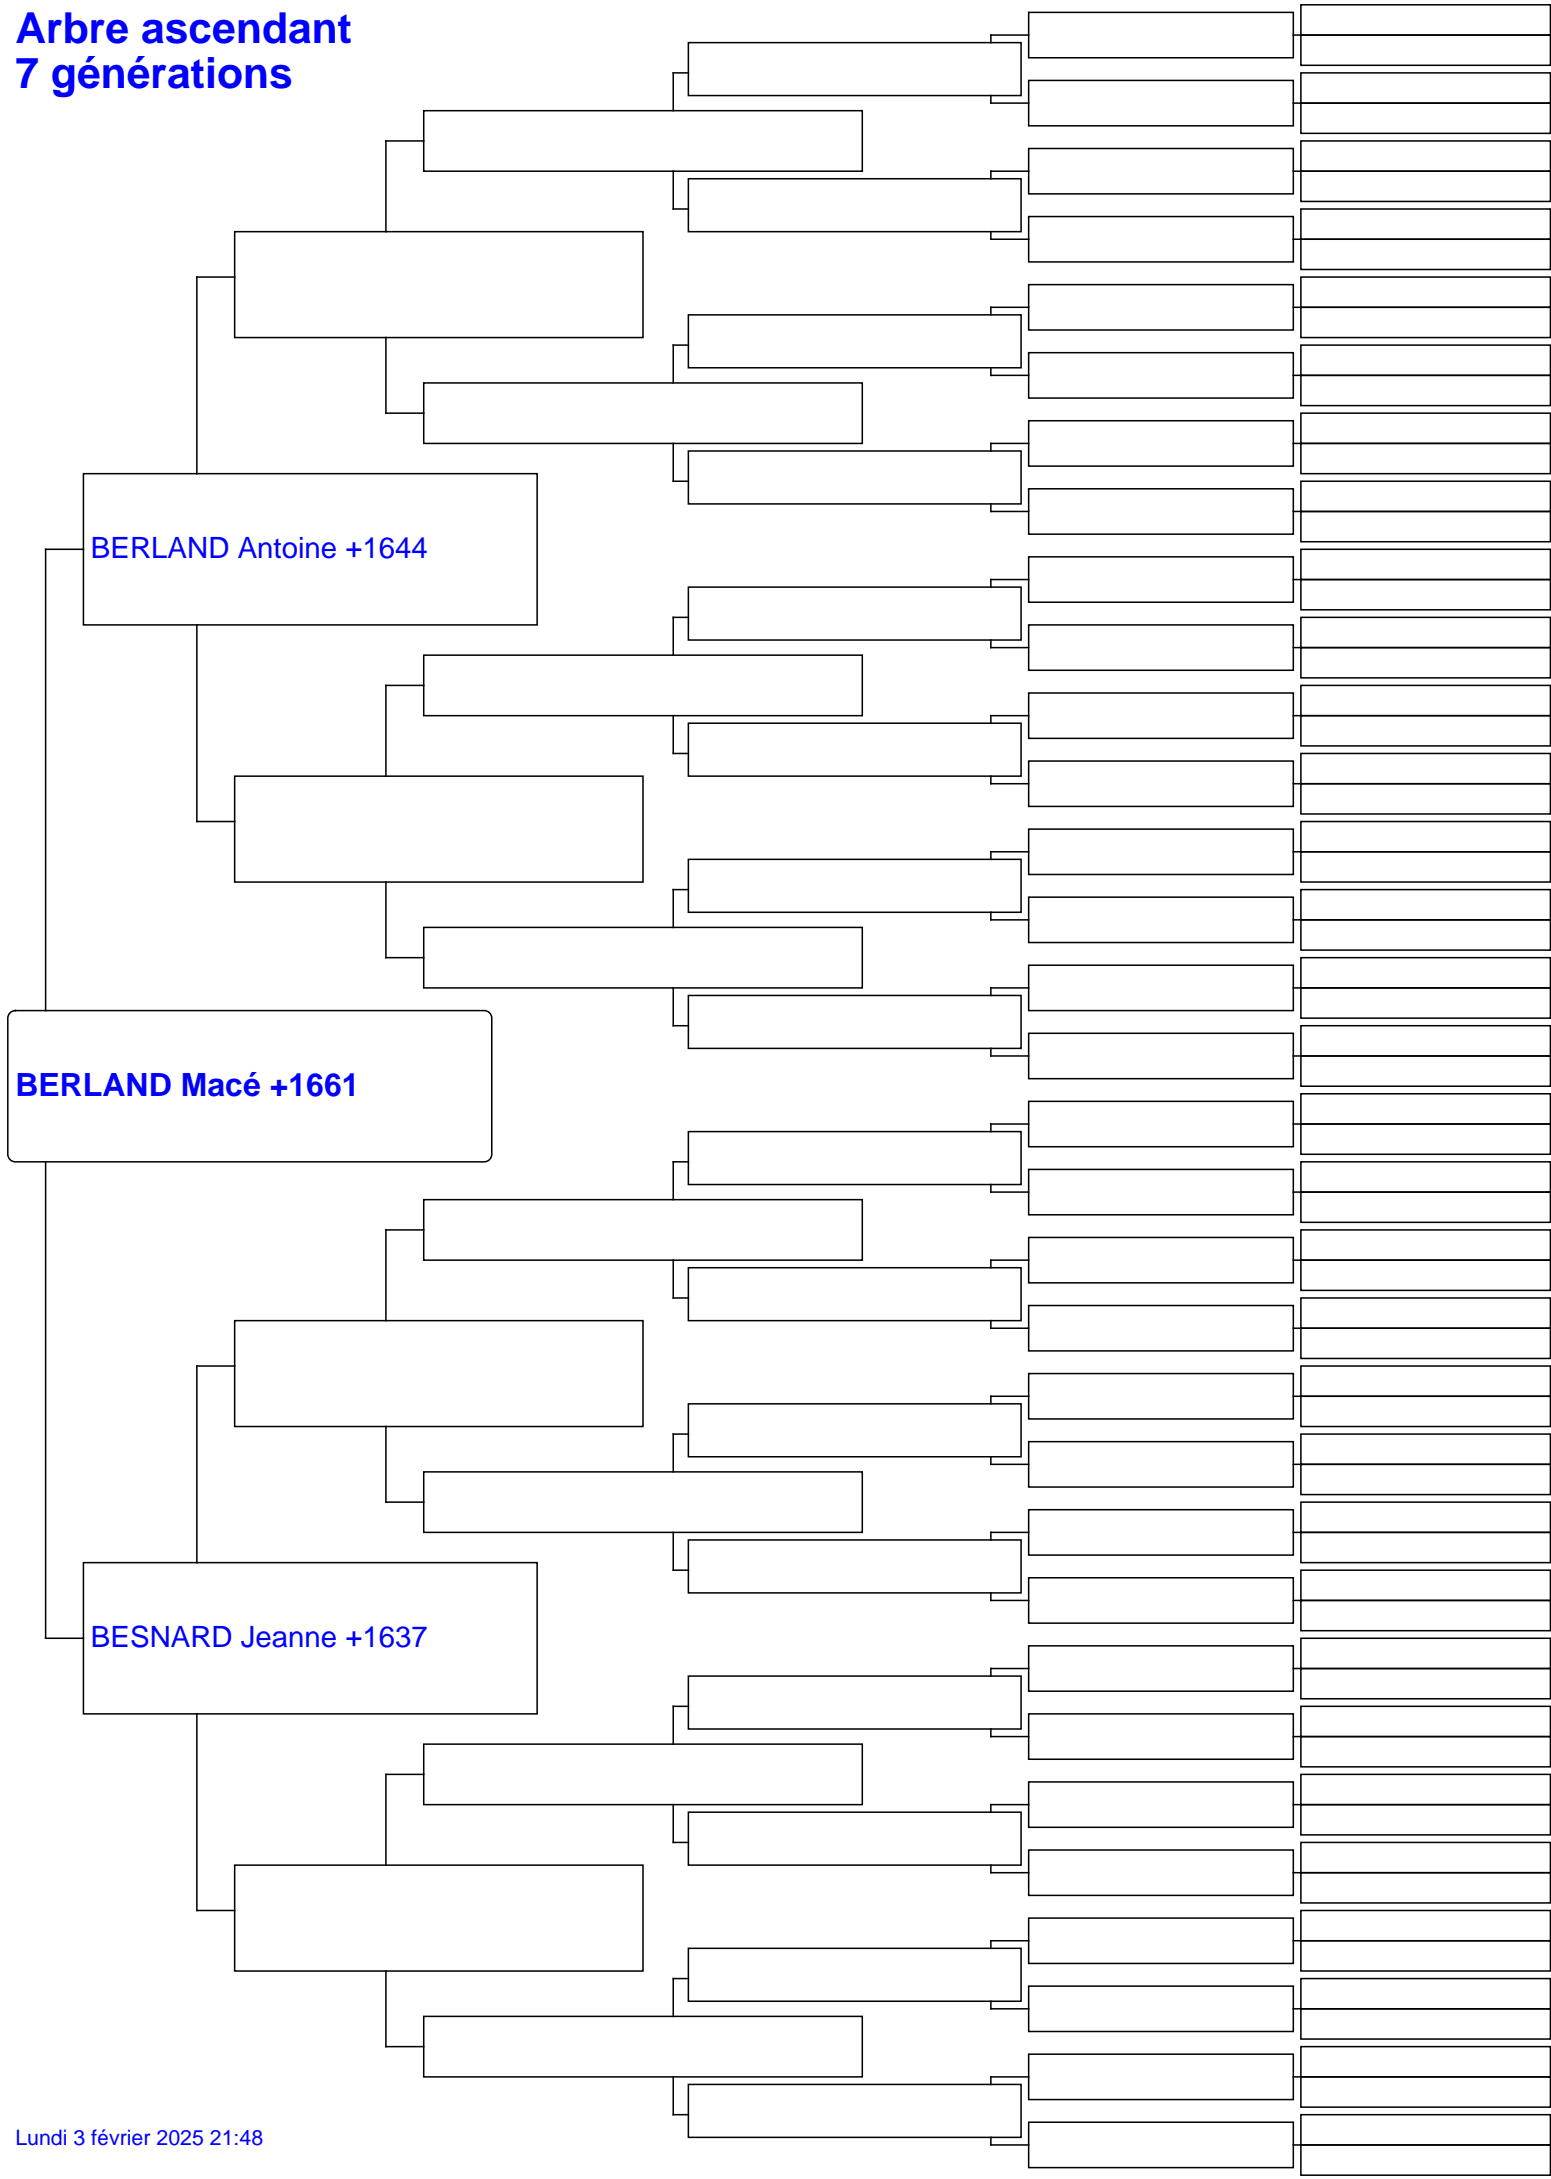 Arbre ascendant
7 générations
BERLAND Antoine +1644
BERLAND Macé +1661
BESNARD Jeanne +1637
Lundi 3 février 2025 21:48